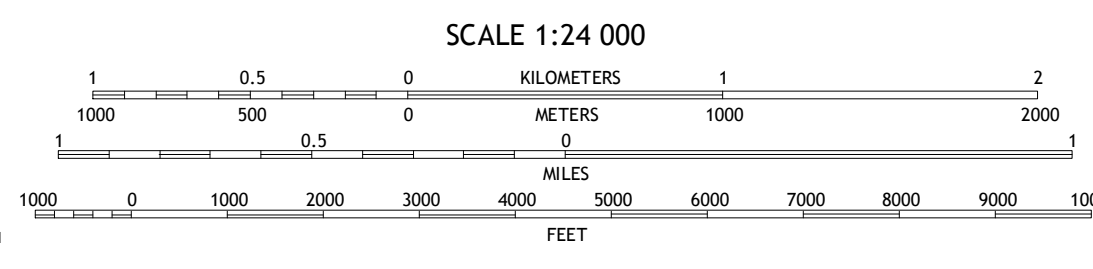 SCALE 1:24 000
1 0.5 0 KILOMETERS 1 2
1000 500 0 METERS 1000 2000
1 0.5 0 1
MILES
1000 0 1000 2000 3000 4000 5000 6000 7000 8000 9000 100
FEET